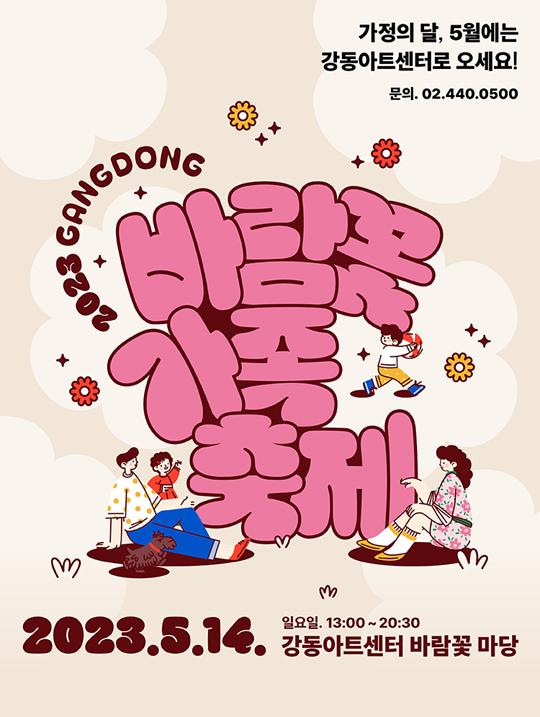 가정의 달, 5월에는
강동아트센터로 오세요!
문의. 02.440.0500
2023 GANGDONG
바람꽃
가족
축제
2023.5.14.
일요일. 13:00 ~ 20:30
강동아트센터 바람꽃 마당